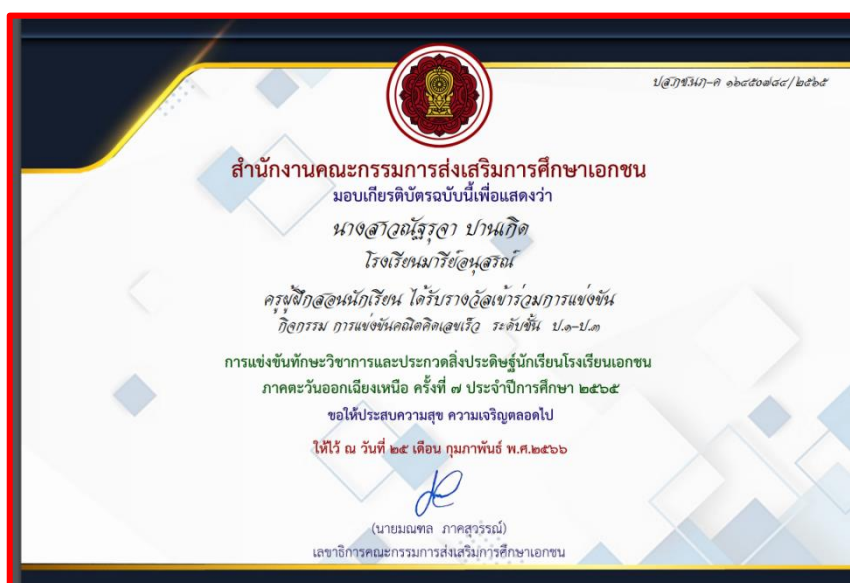 ปสกชนภ-ค ๑๒๔๕๐๗๘๔/๒๕๖๕
สำนักงานคณะกรรมการส่งเสริมการศึกษาเอกชน
มอบเกียรติบัตรฉบับนี้เพื่อแสดงว่า
นางสาวณัฐรุจา ปานเกิด
โรงเรียนมารีย์อนุสรณ์
ครูผู้ฝึกสอนนักเรียน ได้รับรางวัลเข้าร่วมการแข่งขัน
กิจกรรม การแข่งขันคณิตคิดเลขเร็ว ระดับชั้น ป.๑-ป.๓
การแข่งขันทักษะวิชาการและประกวดสิ่งประดิษฐ์นักเรียนโรงเรียนเอกชน
ภาคตะวันออกเฉียงเหนือ ครั้งที่ ๗ ประจำปีการศึกษา ๒๕๖๕
ขอให้ประสบความสุข ความเจริญตลอดไป
ให้ไว้ ณ วันที่ ๒๕ เดือน กุมภาพันธ์ พ.ศ.๒๕๖๖
(นายมณฑล ภาคสุวรรณ์)
เลขาธิการคณะกรรมการส่งเสริมการศึกษาเอกชน